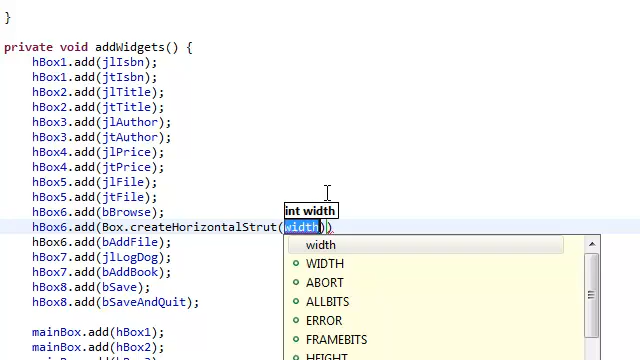 }
private void addWidgets() {
hBox1.add(jlIsbn);
hBox1.add(jtIsbn);
hBox2.add(jlTitle);
hBox2.add(jtTitle);
hBox3.add(jlAuthor);
hBox3.add(jtAuthor);
hBox4.add(jlPrice);
hBox4.add(jtPrice);
hBox5.add(jlFile);
hBox5.add(jtFile);
hBox6.add(bBrowse);
int width
hBox6.add(Box.createHorizontalStrut(width))
hBox6.add(bAddFile);
hBox7.add(jlLogDog);
hBox7.add(bAddBook);
hBox8.add(bSave);
hBox8.add(bSaveAndQuit);
width
WIDTH
ABORT
ALLBITS
ERROR
FRAMEBITS
HEIGHT
mainBox.add(hBox1);
mainBox.add(hBox2);